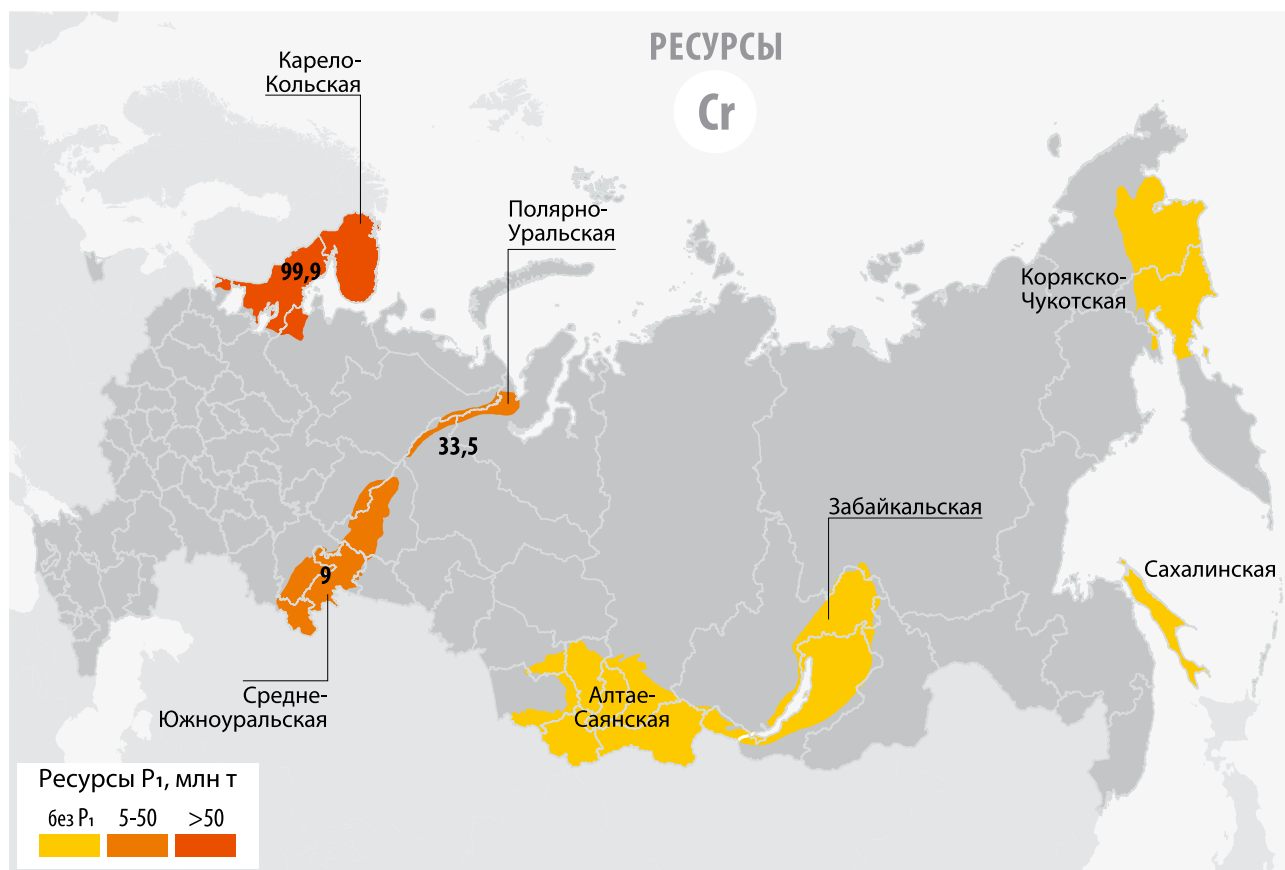 РЕСУРСЫ
Cr
Карело-
Кольская
99,9
Полярно-
Уральская
33,5
Корякско-
Чукотская
Забайкальская
Сахалинская
9
Средне-
Южноуральская
Алтае-
Саянская
Ресурсы P₁, млн т
без P₁ 5-50 >50